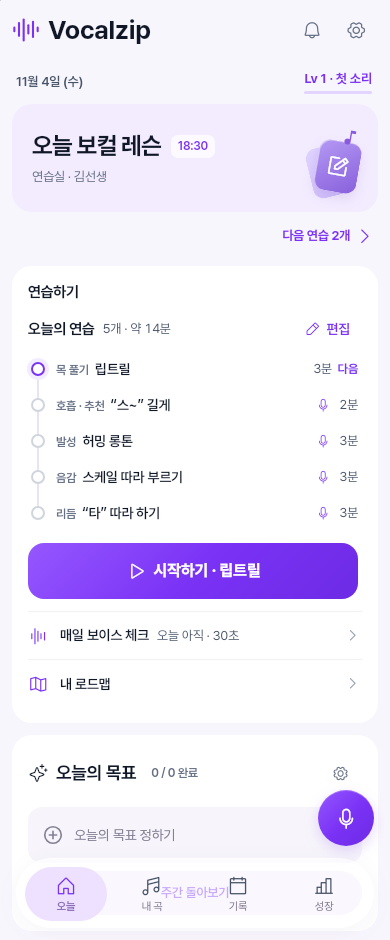 Vocalzip
11월 4일 (수)
Lv 1 · 첫 소리
오늘 보컬 레슨 18:30
연습실 · 김선생
다음 연습 2개
연습하기
오늘의 연습 5개 · 약 14분 편집
목 풀기 립트릴 3분 다음
호흡 · 추천 “스~” 길게 2분
발성 허밍 롱톤 3분
음감 스케일 따라 부르기 3분
리듬 “타” 따라 하기 3분
시작하기 · 립트릴
매일 보이스 체크 오늘 아직 · 30초
내 로드맵
오늘의 목표 0 / 0 완료
오늘의 목표 정하기
주간 돌아보기
오늘 내 곡 기록 성장